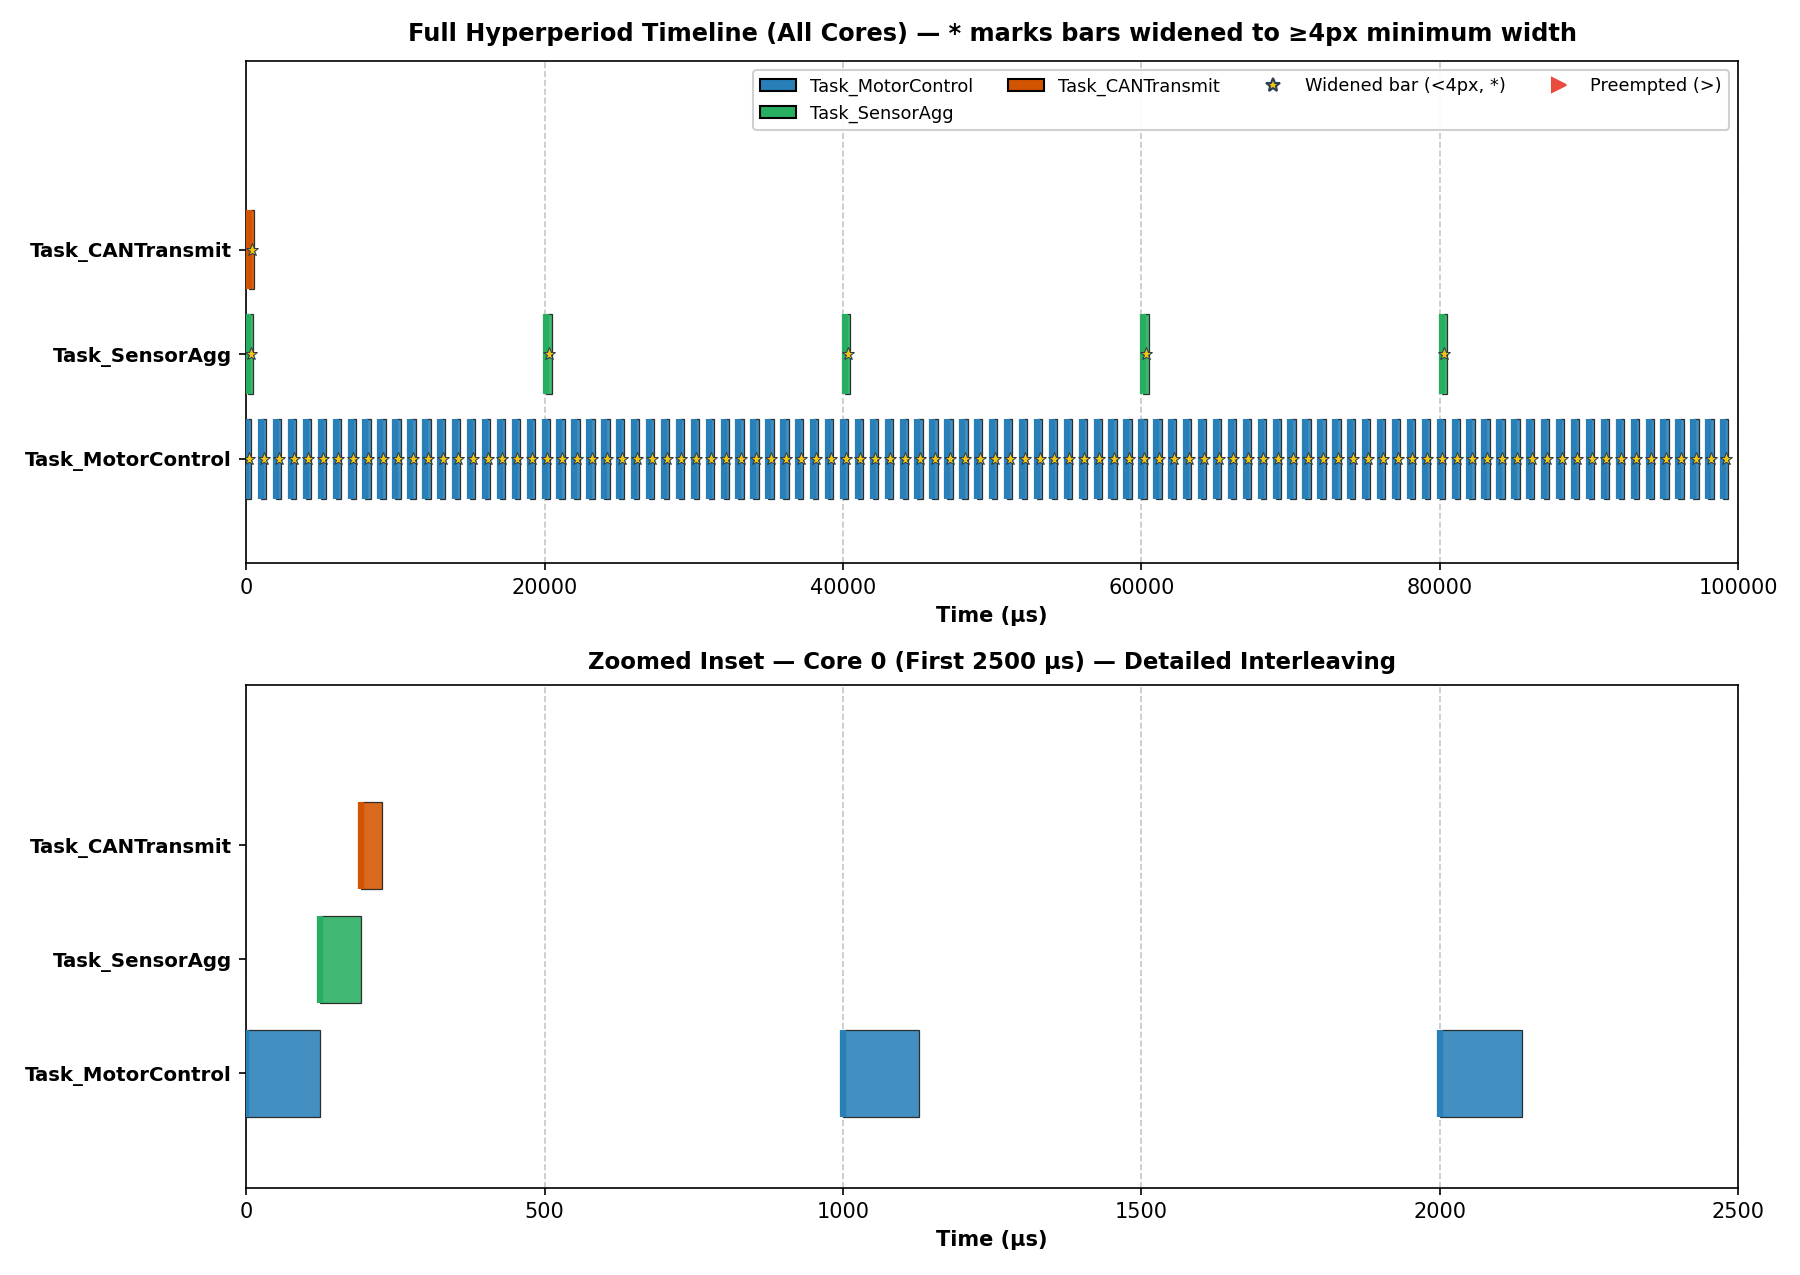 Full Hyperperiod Timeline (All Cores) — * marks bars widened to ≥4px minimum width
Task_MotorControl
Task_CANTransmit
Widened bar (<4px, *)
Preempted (>)
Task_SensorAgg
Task_CANTransmit
Task_SensorAgg
Task_MotorControl
0 20000 40000 60000 80000 100000
Time (µs)
Zoomed Inset — Core 0 (First 2500 µs) — Detailed Interleaving
Task_CANTransmit
Task_SensorAgg
Task_MotorControl
0 500 1000 1500 2000 2500
Time (µs)